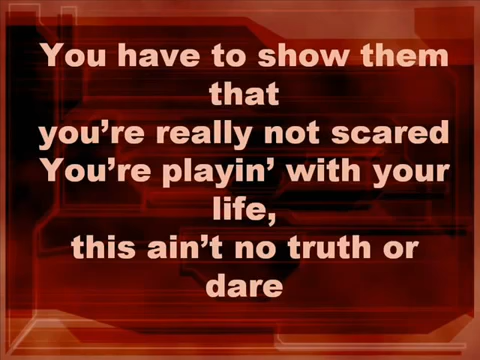 You have to show them
that
you’re really not scared
You’re playin’ with your
life,
this ain’t no truth or
dare